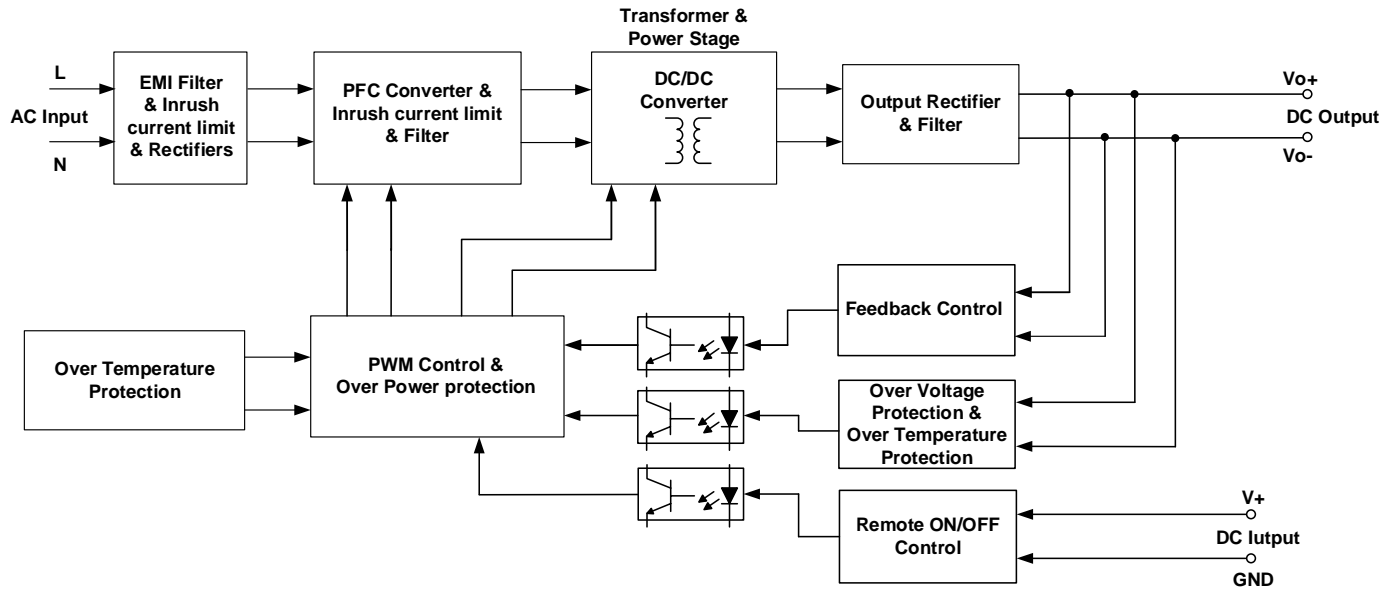 Transformer &
Power Stage
L
AC Input
N
EMI Filter
& Inrush
current limit
& Rectifiers
PFC Converter &
Inrush current limit
& Filter
DC/DC
Converter
Output Rectifier
& Filter
Vo+
DC Output
Vo-
Feedback Control
Over Temperature
Protection
PWM Control &
Over Power protection
Over Voltage
Protection &
Over Temperature
Protection
Remote ON/OFF
Control
V+
DC Iutput
GND